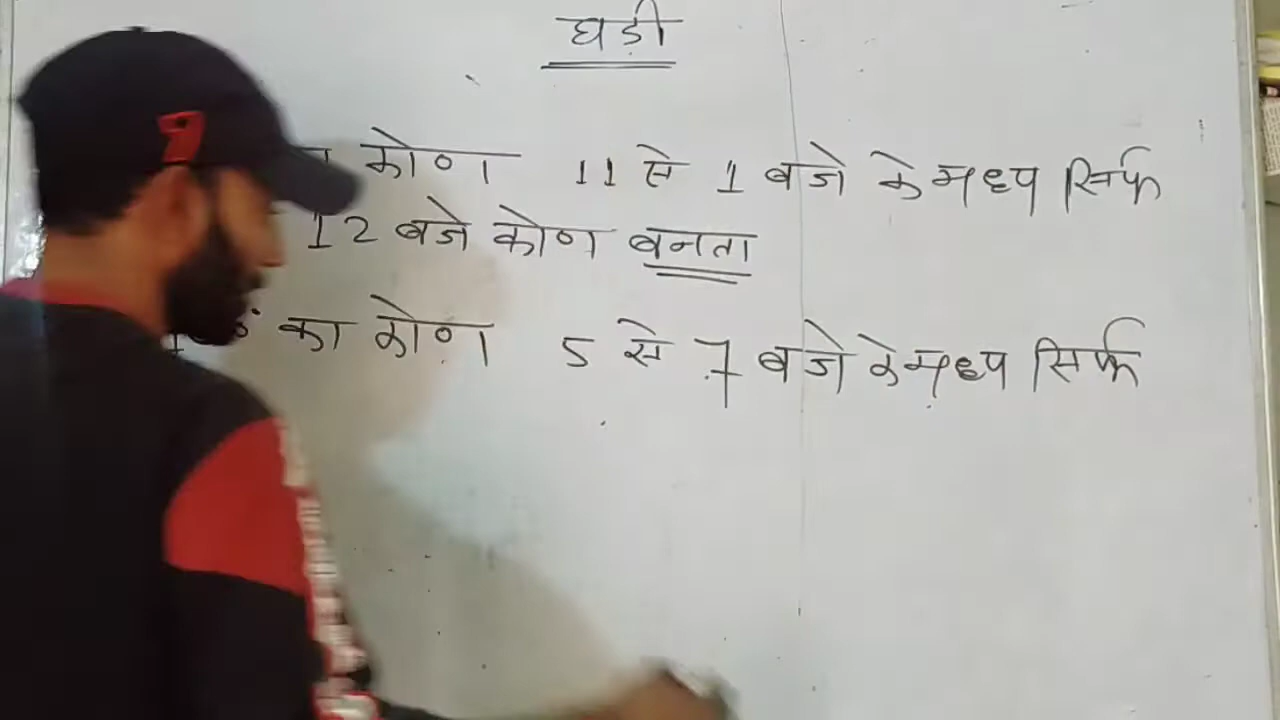 घड़ी
कोण 11 से 1 बजे के मध्य सिर्फ
12 बजे कोण बनता
का कोण 5 से 7 बजे के मध्य सिर्फ